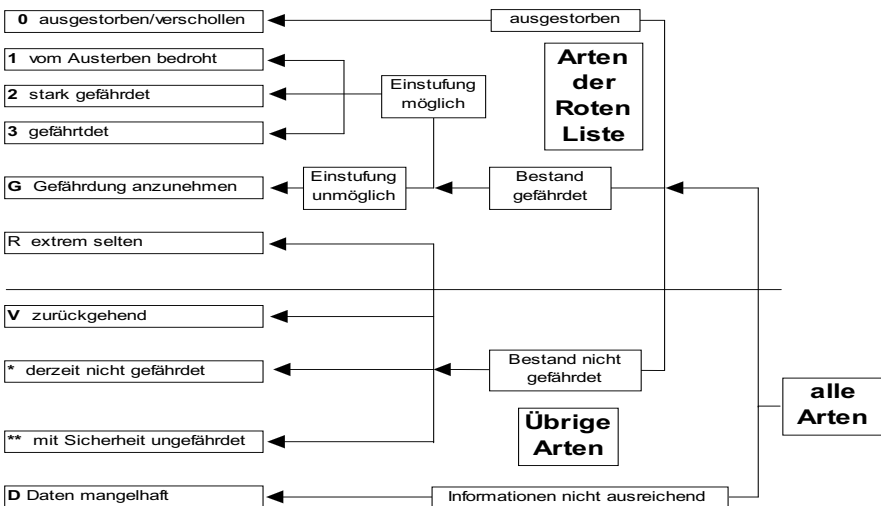 0 ausgestorben/verschollen
ausgestorben
1 vom Austerben bedroht
2 stark gefährdet
3 gefährtdet
Einstufung
möglich
Arten
der
Roten
Liste
G Gefährdung anzunehmen
Einstufung
unmöglich
Bestand
gefährdet
R extrem selten
V zurückgehend
* derzeit nicht gefährdet
Bestand nicht
gefährdet
alle
Arten
** mit Sicherheit ungefährdet
Übrige
Arten
D Daten mangelhaft
Informationen nicht ausreichend